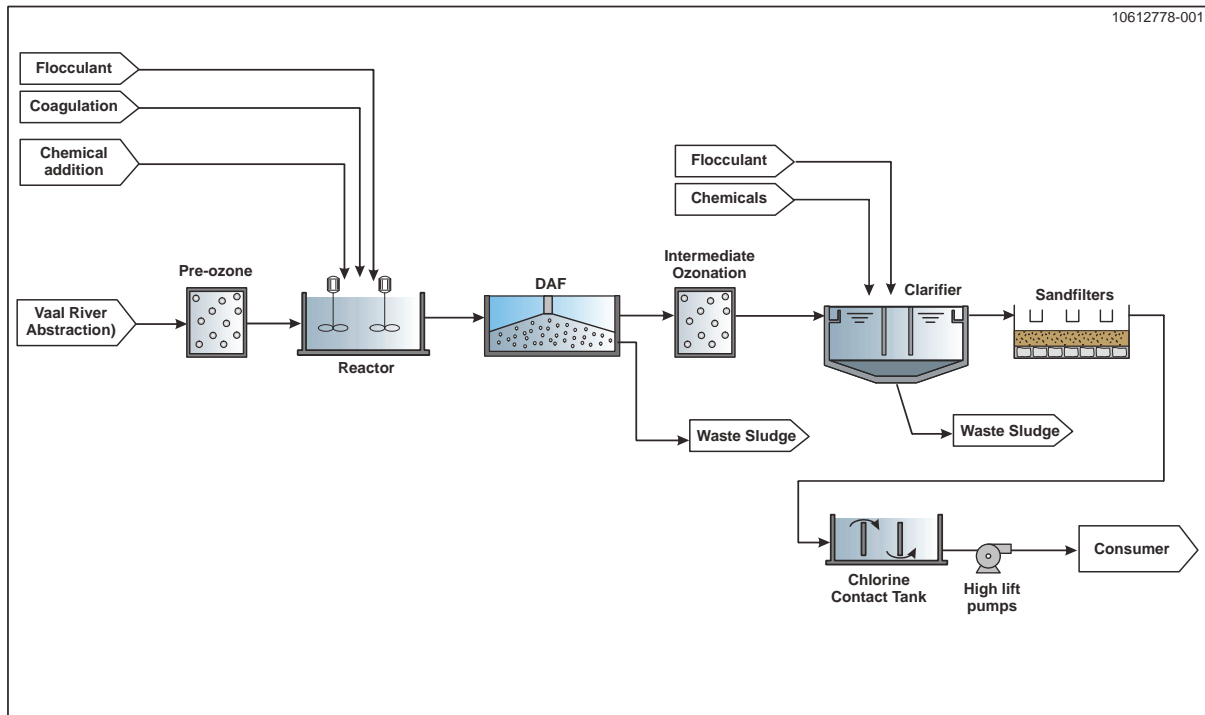 10612778-001
Flocculant
Coagulation
Chemical
addition
Flocculant
Chemicals
Pre-ozone
Intermediate
Ozonation
DAF
Clarifier
Sandfilters
Vaal River
Abstraction)
Reactor
Waste Sludge
Waste Sludge
Consumer
Chlorine
Contact Tank
High lift
pumps